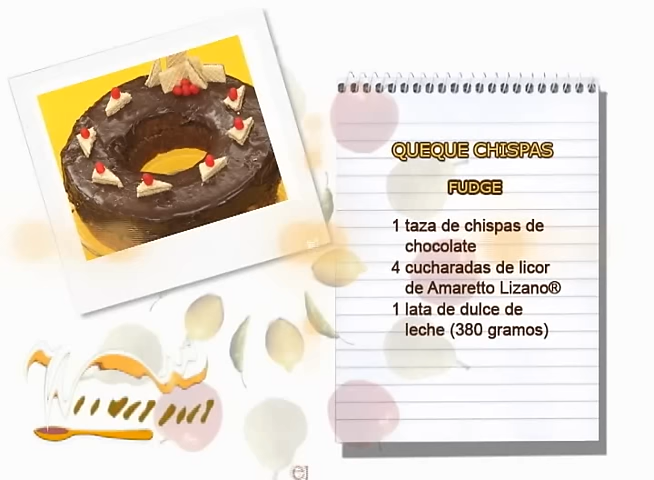 QUEQUE CHISPAS
FUDGE
1 taza de chispas de
chocolate
4 cucharadas de licor
de Amaretto Lizano®
1 lata de dulce de
leche (380 gramos)